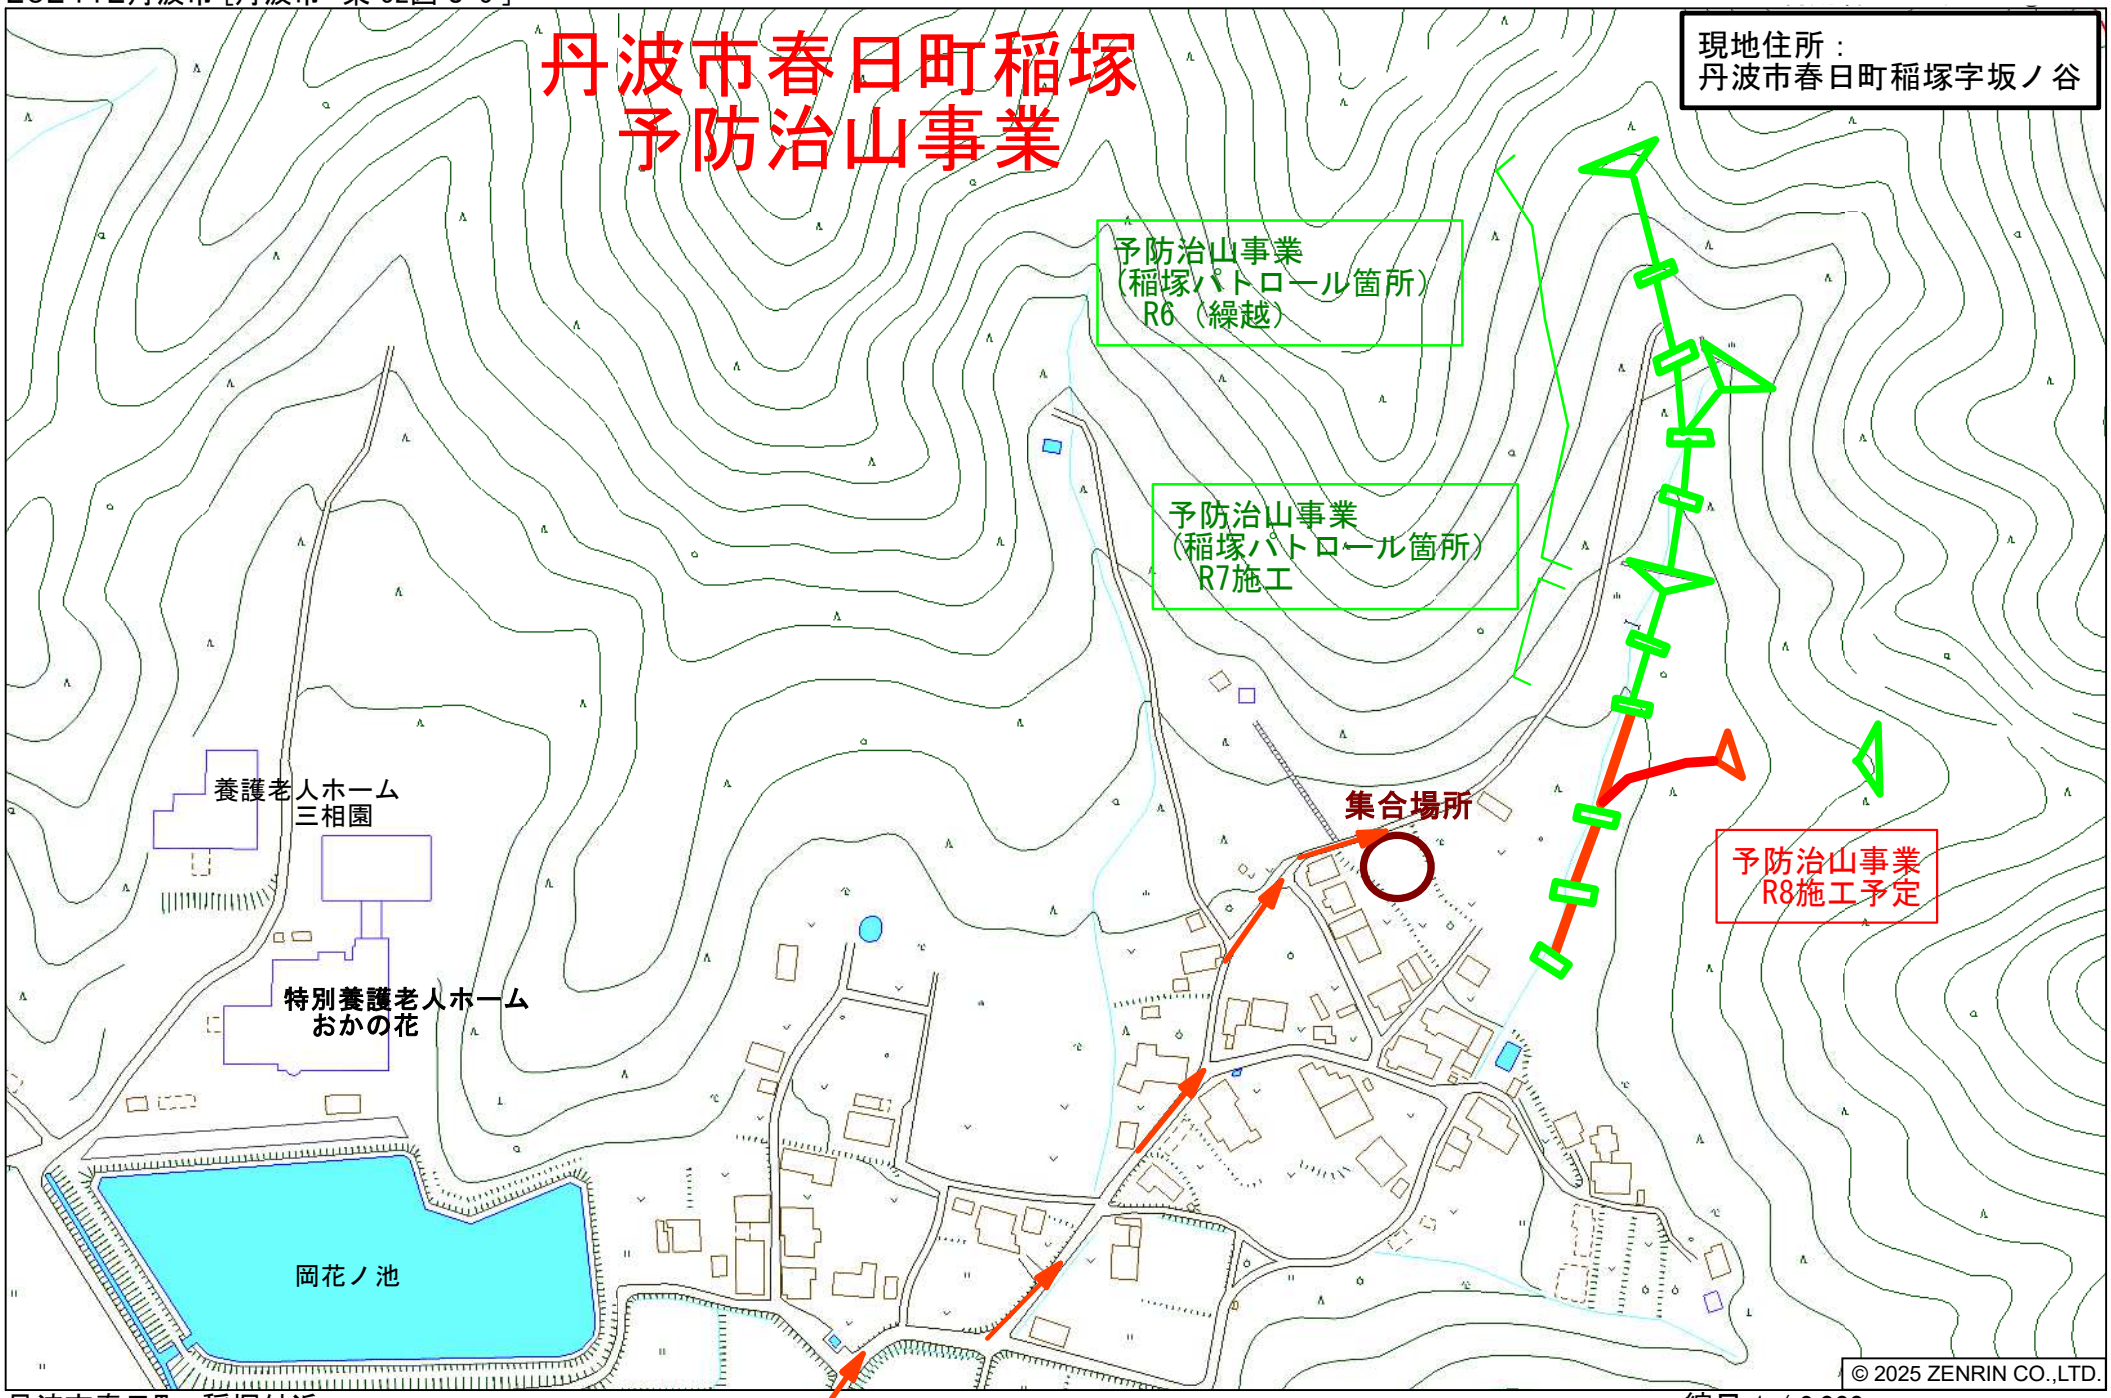 丹波市春日町稲塚
予防治山事業
現地住所：
丹波市春日町稲塚字坂ノ谷
予防治山事業
(稲塚パトロール箇所)
R6（繰越）
予防治山事業
(稲塚パトロール箇所)
R7施工
養護老人ホーム
三相園
集合場所
予防治山事業
R8施工予定
特別養護老人ホーム
おかの花
岡花ノ池
© 2025 ZENRIN CO.,LTD.